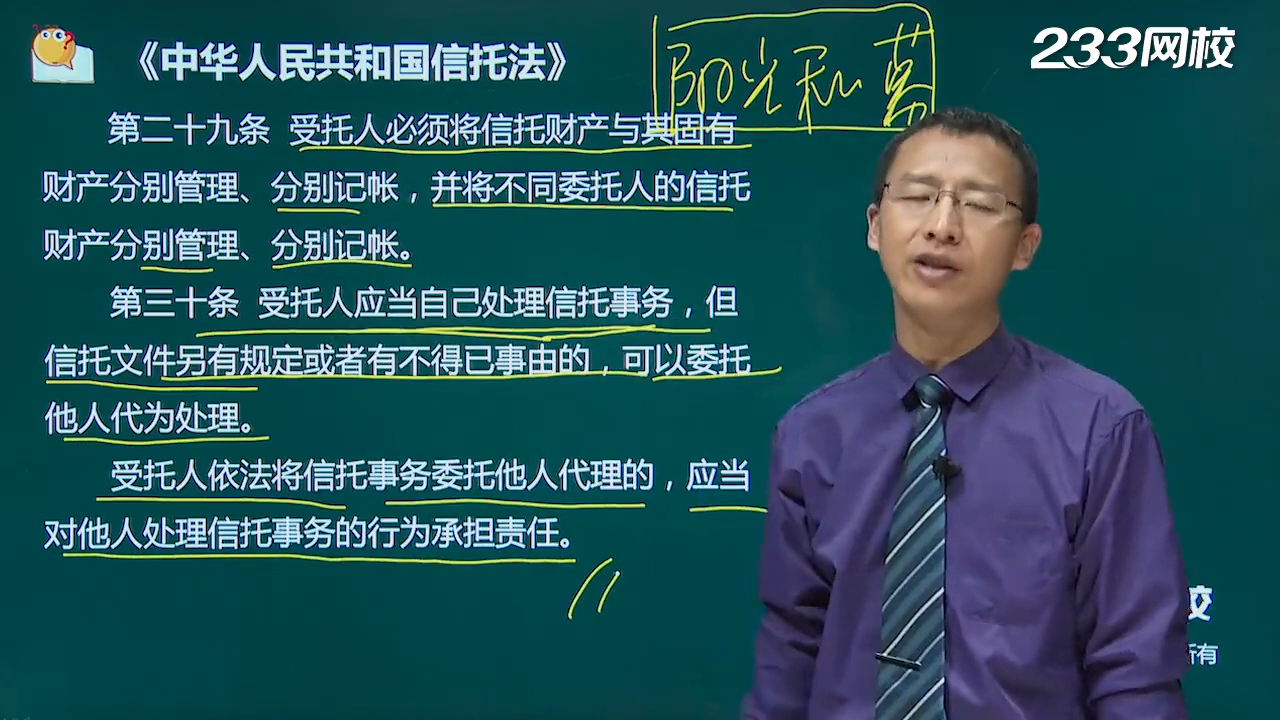 《中华人民共和国信托法》
阳光私募
233网校
第二十九条 受托人必须将信托财产与其固有
财产分别管理、分别记帐，并将不同委托人的信托
财产分别管理、分别记帐。
第三十条 受托人应当自己处理信托事务，但
信托文件另有规定或者有不得已事由的，可以委托
他人代为处理。
受托人依法将信托事务委托他人代理的，应当
对他人处理信托事务的行为承担责任。
校
所有